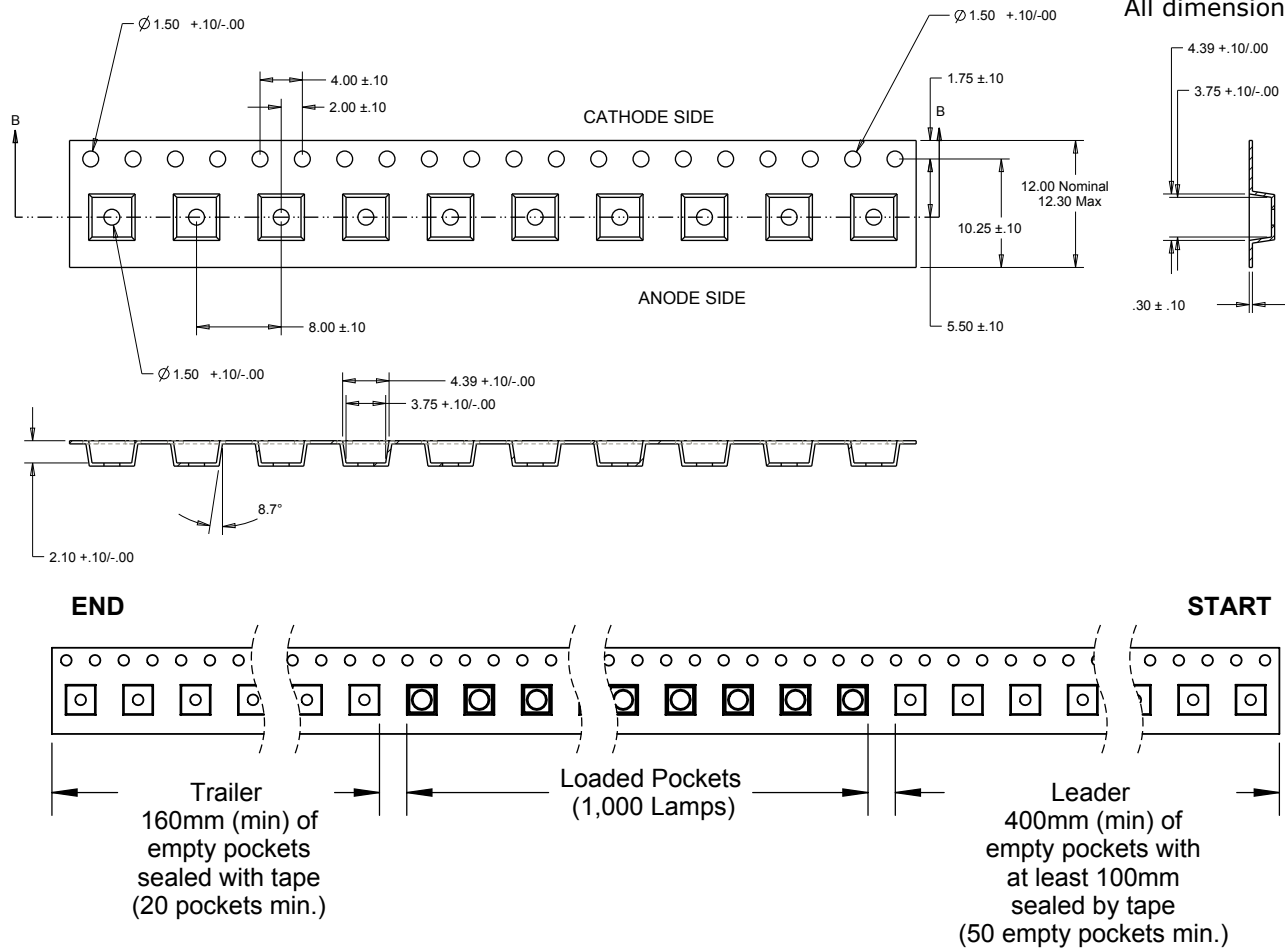 All dimension
Ø 1.50 +.10/-.00
Ø 1.50 +.10/-00
4.39 +.10/.00
4.00 ±.10
1.75 ±.10
3.75 +.10/-.00
2.00 ±.10
B
CATHODE SIDE
B
12.00 Nominal
12.30 Max
10.25 ±.10
ANODE SIDE
.30 ± .10
8.00 ±.10
5.50 ±.10
Ø 1.50 +.10/-.00
4.39 +.10/-.00
3.75 +.10/-.00
8.7°
2.10 +.10/-.00
END
START
Trailer
160mm (min) of
empty pockets
sealed with tape
(20 pockets min.)
Loaded Pockets
(1,000 Lamps)
Leader
400mm (min) of
empty pockets with
at least 100mm
sealed by tape
(50 empty pockets min.)